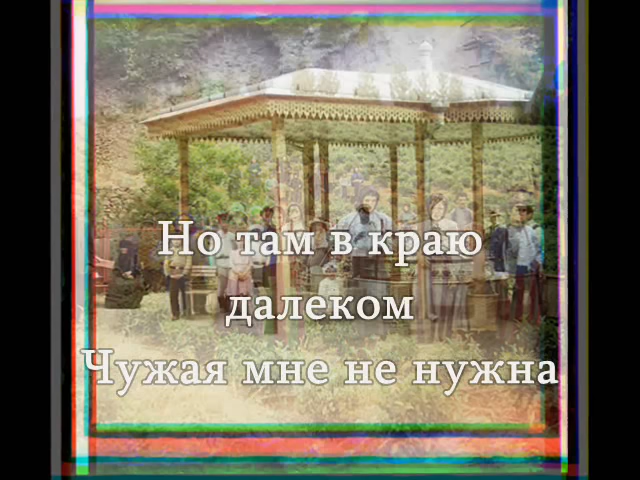 Но там в краю
далеком
Чужая мне не нужна